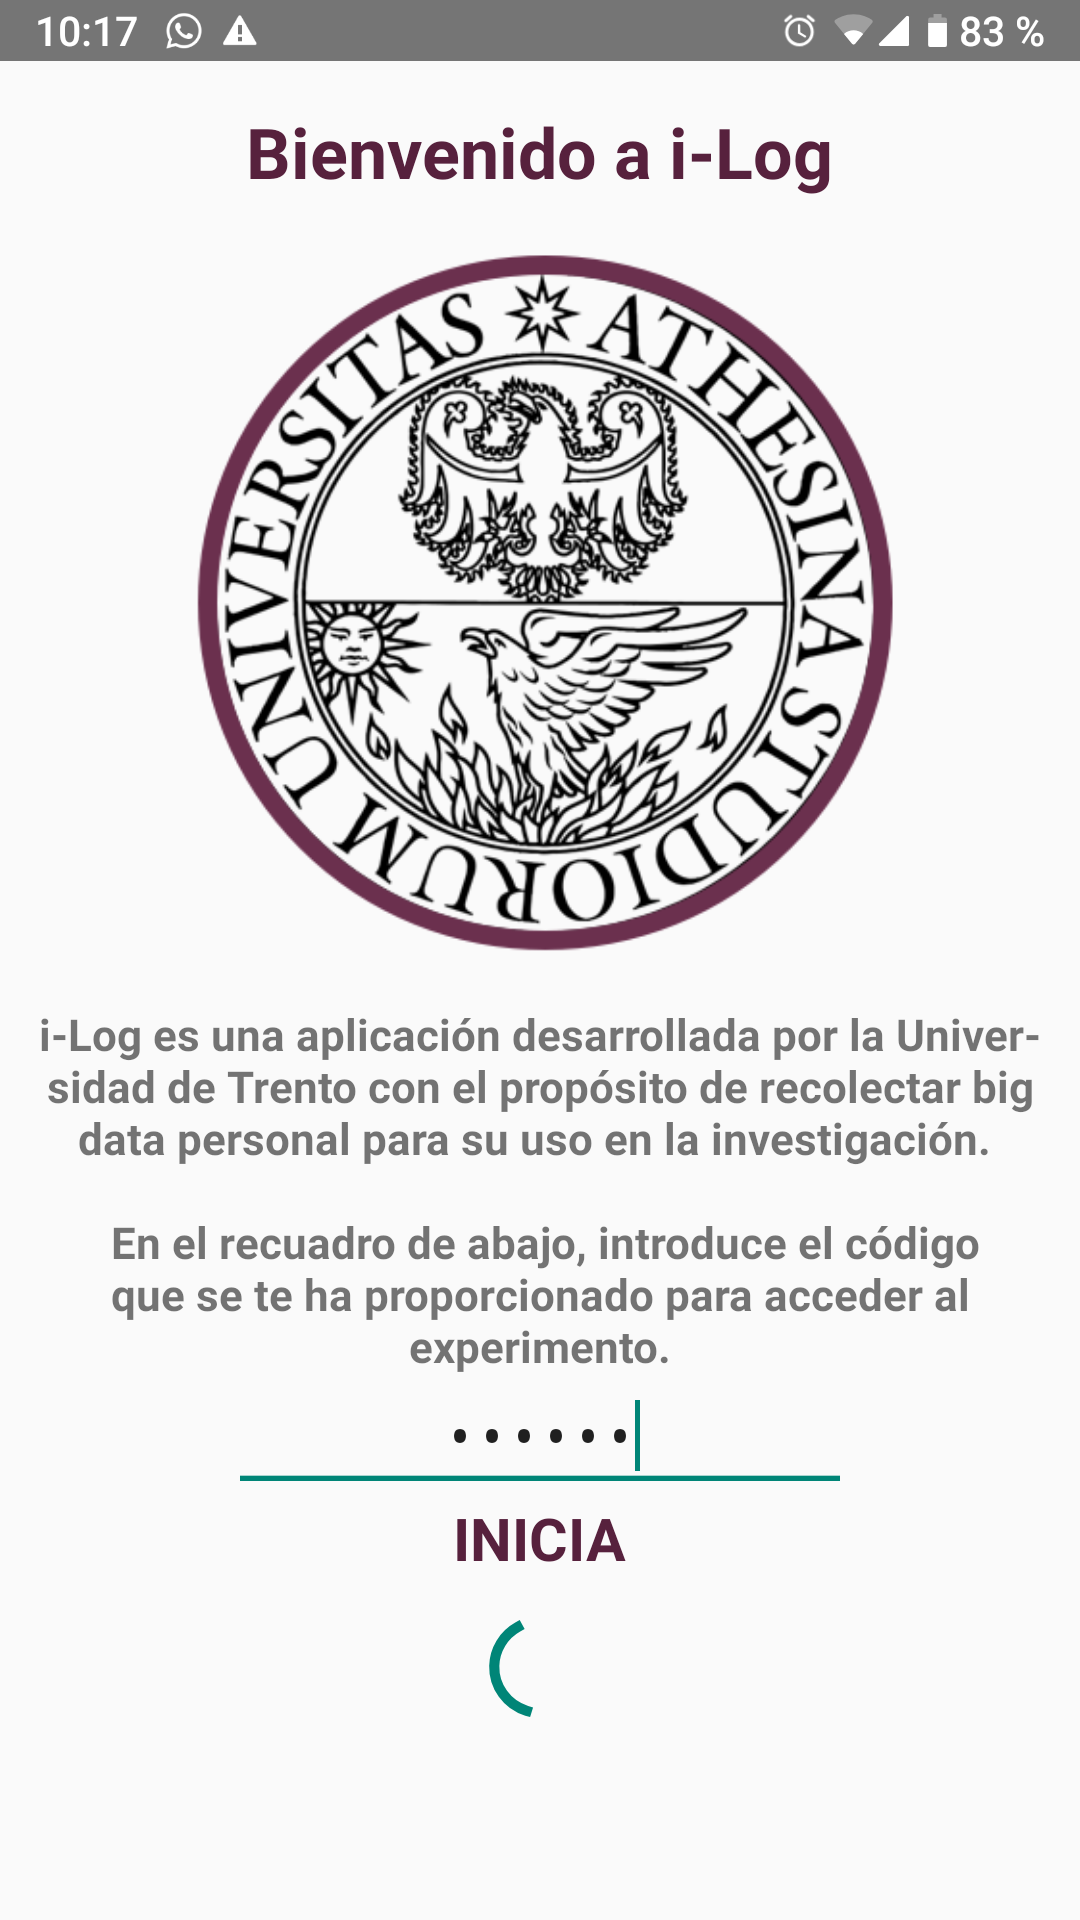 10:17
83 %
Bienvenido a i-Log
UNIVERSITAS ATHESINA STUDIORUM
i-Log es una aplicación desarrollada por la Univer-
sidad de Trento con el propósito de recolectar big
data personal para su uso en la investigación.
En el recuadro de abajo, introduce el código
que se te ha proporcionado para acceder al
experimento.
••••••
INICIA